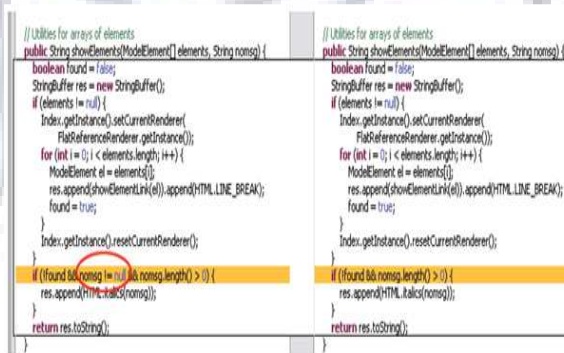 // Utilities for arrays of elements
public String showElements(ModelElement[] elements, String nomsg) {
boolean found = false;
StringBuffer res = new StringBuffer();
if (elements != null) {
Index.getInstance().setCurrentRenderer(
FlatReferenceRenderer.getInstance());
for (int i = 0; i < elements.length; i++) {
ModelElement el = elements[i];
res.append(showElementLink(el)).append(HTML.LINE_BREAK);
found = true;
}
Index.getInstance().resetCurrentRenderer();
}
if (!found && nomsg != null && nomsg.length() > 0) {
res.append(HTML.italics(nomsg));
}
return res.toString();
}
// Utilities for arrays of elements
public String showElements(ModelElement[] elements, String nomsg) {
boolean found = false;
StringBuffer res = new StringBuffer();
if (elements != null) {
Index.getInstance().setCurrentRenderer(
FlatReferenceRenderer.getInstance());
for (int i = 0; i < elements.length; i++) {
ModelElement el = elements[i];
res.append(showElementLink(el)).append(HTML.LINE_BREAK);
found = true;
}
Index.getInstance().resetCurrentRenderer();
}
if (!found && nomsg.length() > 0) {
res.append(HTML.italics(nomsg));
}
return res.toString();
}